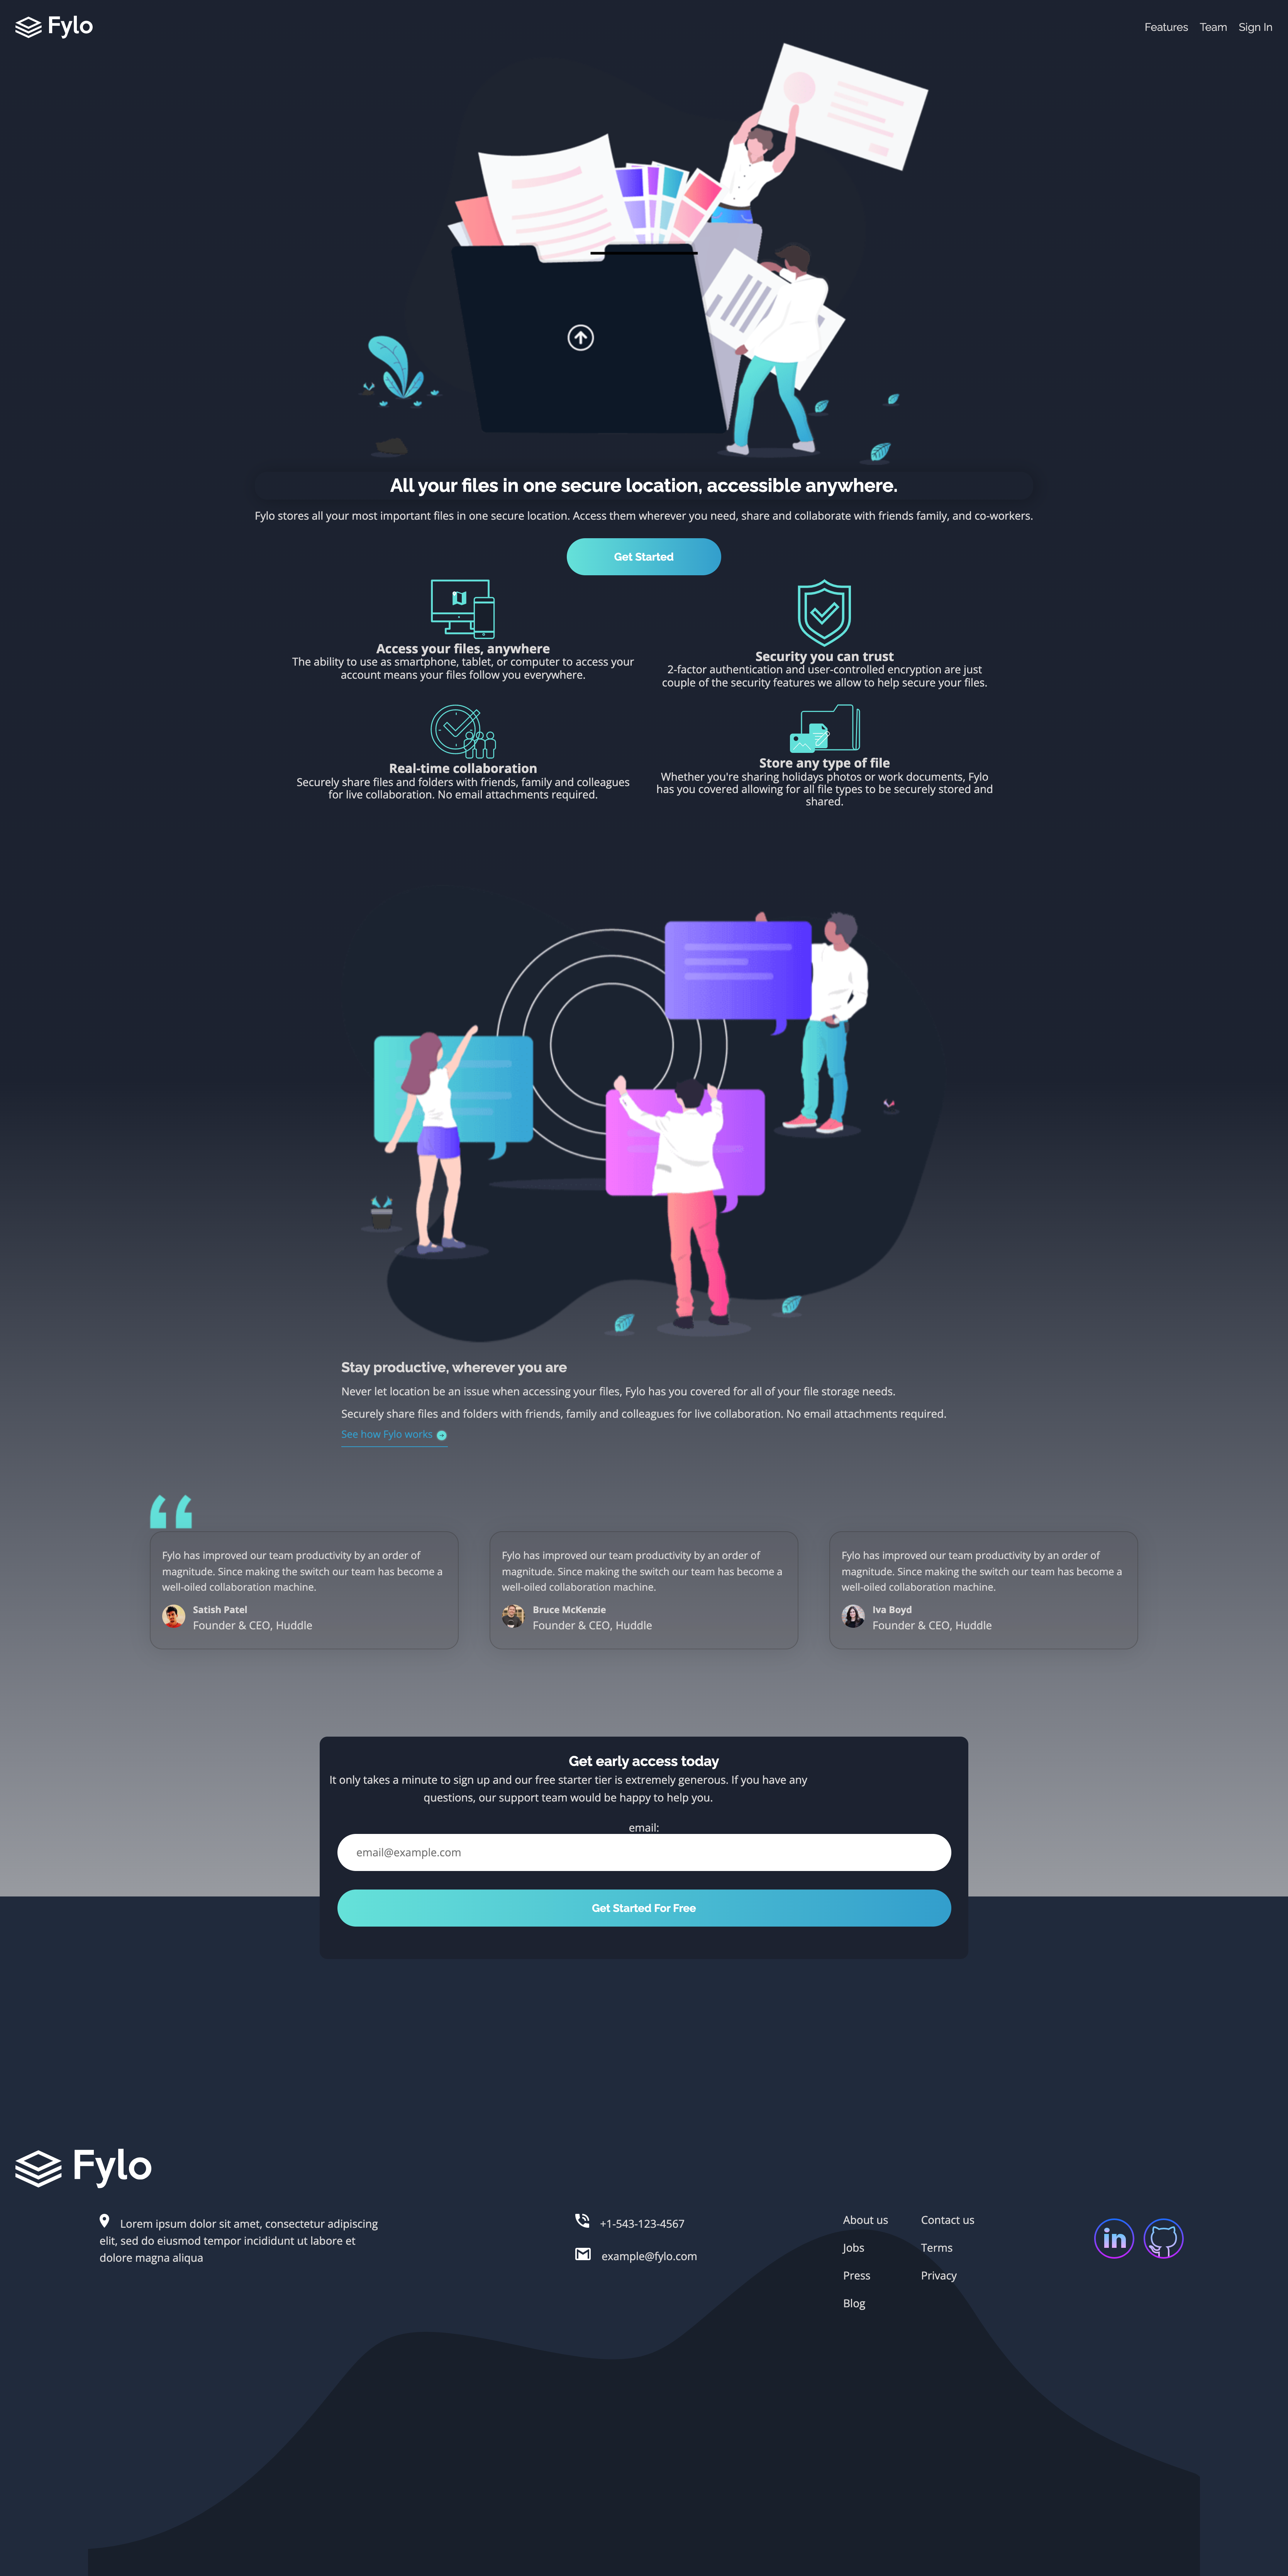 Fylo
Features Team Sign In
All your files in one secure location, accessible anywhere.
Fylo stores all your most important files in one secure location. Access them wherever you need, share and collaborate with friends family, and co-workers.
Get Started
Access your files, anywhere
The ability to use as smartphone, tablet, or computer to access your
account means your files follow you everywhere.
Security you can trust
2-factor authentication and user-controlled encryption are just
couple of the security features we allow to help secure your files.
Real-time collaboration
Securely share files and folders with friends, family and colleagues
for live collaboration. No email attachments required.
Store any type of file
Whether you're sharing holidays photos or work documents, Fylo
has you covered allowing for all file types to be securely stored and
shared.
Stay productive, wherever you are
Never let location be an issue when accessing your files, Fylo has you covered for all of your file storage needs.
Securely share files and folders with friends, family and colleagues for live collaboration. No email attachments required.
See how Fylo works
Fylo has improved our team productivity by an order of
magnitude. Since making the switch our team has become a
well-oiled collaboration machine.
Satish Patel
Founder & CEO, Huddle
Fylo has improved our team productivity by an order of
magnitude. Since making the switch our team has become a
well-oiled collaboration machine.
Bruce McKenzie
Founder & CEO, Huddle
Fylo has improved our team productivity by an order of
magnitude. Since making the switch our team has become a
well-oiled collaboration machine.
Iva Boyd
Founder & CEO, Huddle
Get early access today
It only takes a minute to sign up and our free starter tier is extremely generous. If you have any
questions, our support team would be happy to help you.
email:
email@example.com
Get Started For Free
Fylo
Lorem ipsum dolor sit amet, consectetur adipiscing
elit, sed do eiusmod tempor incididunt ut labore et
dolore magna aliqua
+1-543-123-4567
example@fylo.com
About us
Jobs
Press
Blog
Contact us
Terms
Privacy
in